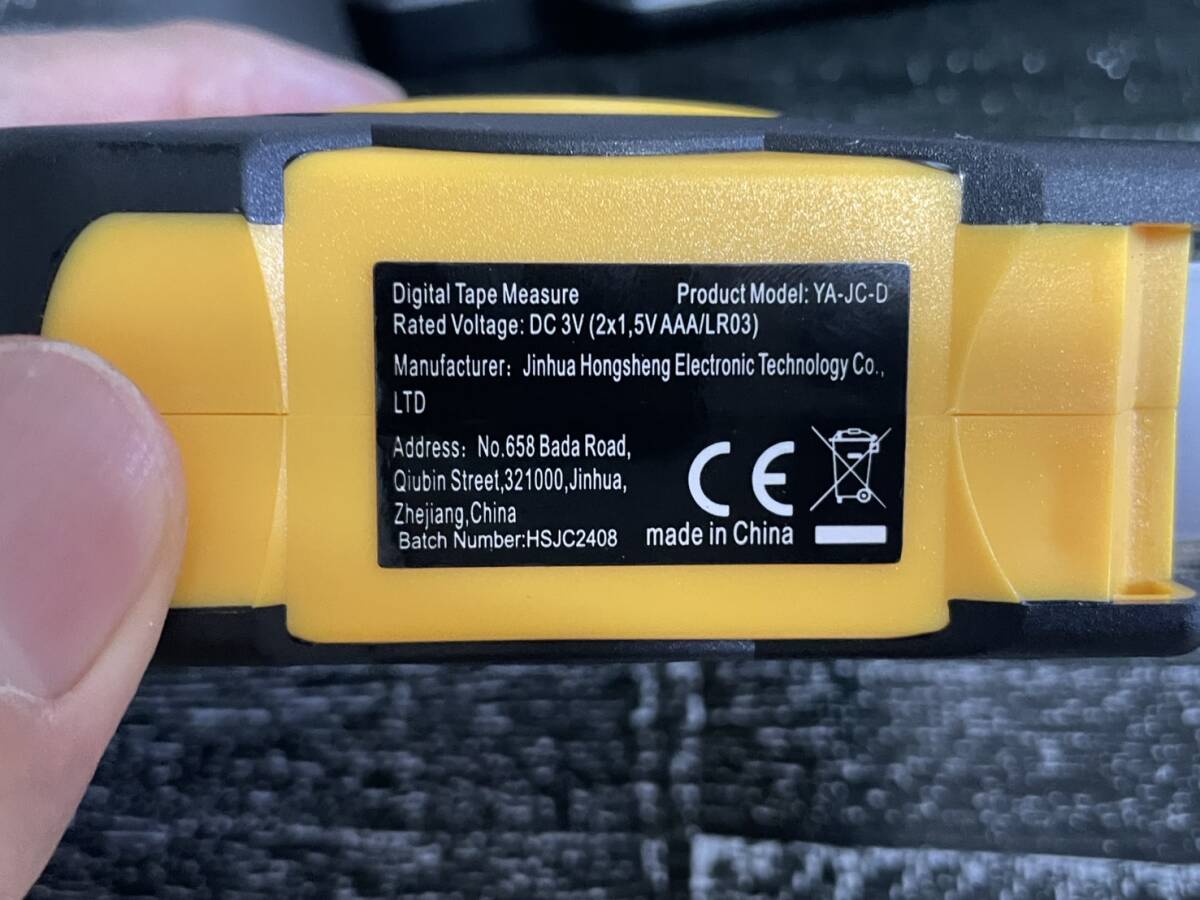 Digital Tape Measure Product Model: YA-JC-D
Rated Voltage: DC 3V (2x1,5V AAA/LR03)
Manufacturer: Jinhua Hongsheng Electronic Technology Co.,
LTD
Address: No.658 Bada Road,
Qiubin Street,321000,Jinhua,
Zhejiang,China
Batch Number:HSJC2408
CE
made in China